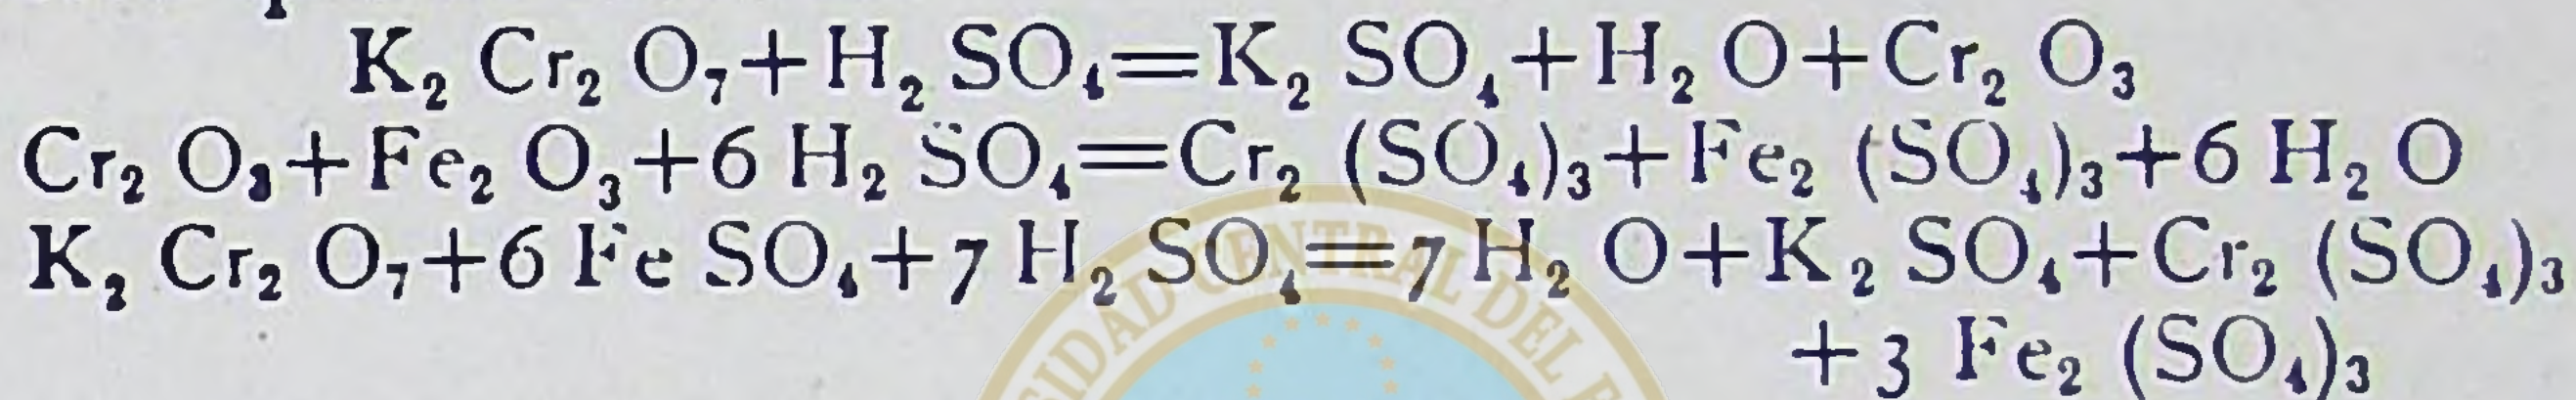 K₂ Cr₂ O₇+H₂ SO₄=K₂ SO₄+H₂ O+Cr₂ O₃
Cr₂ O₃+Fe₂ O₃+6 H₂ SO₄=Cr₂ (SO₄)₃+Fe₂ (SO₄)₃+6 H₂ O
K₂ Cr₂ O₇+6 Fe SO₄+7 H₂ SO₄=7 H₂ O+K₂ SO₄+Cr₂ (SO₄)₃
+3 Fe₂ (SO₄)₃
CENTRAL DEL